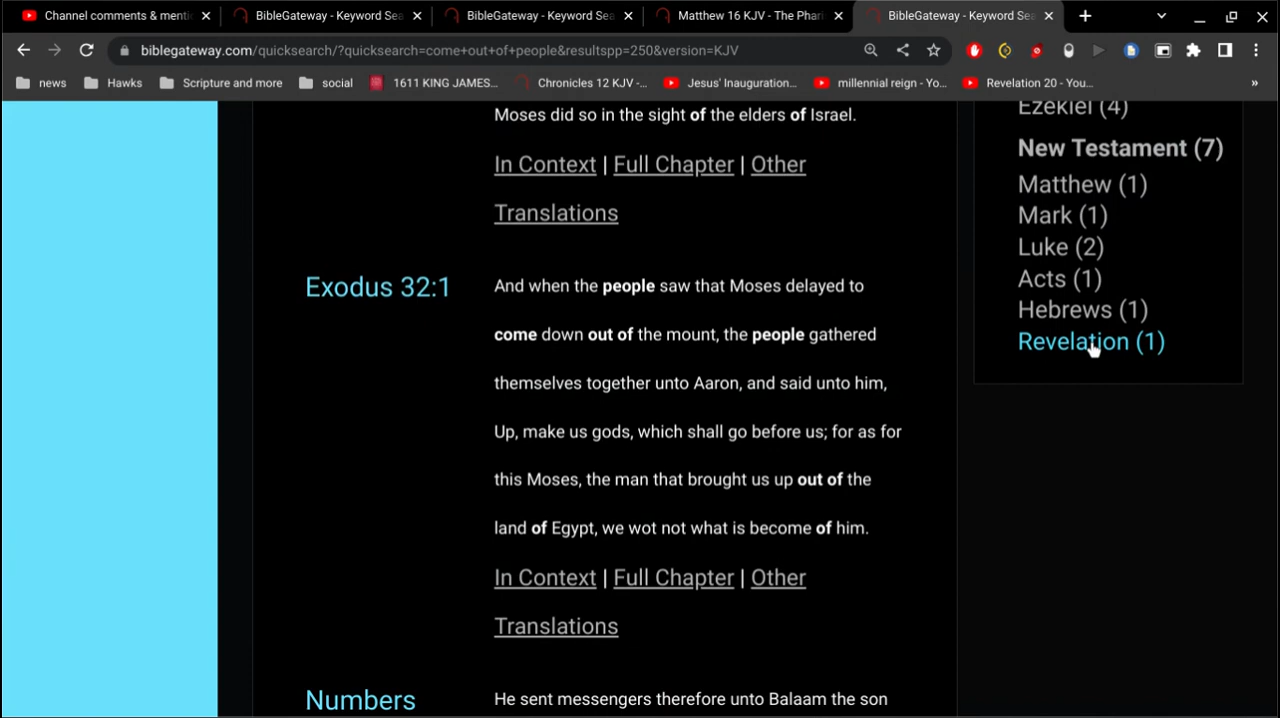 Channel comments & menti
BibleGateway - Keyword Sea
BibleGateway - Keyword Sea
Matthew 16 KJV - The Phari
BibleGateway - Keyword Sea
biblegateway.com/quicksearch/?quicksearch=come+out+of+people&resultspp=250&version=KJV
news
Hawks
Scripture and more
social
1611 KING JAMES...
Chronicles 12 KJV -...
Jesus' Inauguration...
millennial reign - Yo...
Revelation 20 - You...
»
Moses did so in the sight of the elders of Israel.
In Context | Full Chapter | Other
Translations
Exodus 32:1
And when the people saw that Moses delayed to
come down out of the mount, the people gathered
themselves together unto Aaron, and said unto him,
Up, make us gods, which shall go before us; for as for
this Moses, the man that brought us up out of the
land of Egypt, we wot not what is become of him.
In Context | Full Chapter | Other
Translations
Numbers
He sent messengers therefore unto Balaam the son
Ezekiel (4)
New Testament (7)
Matthew (1)
Mark (1)
Luke (2)
Acts (1)
Hebrews (1)
Revelation (1)